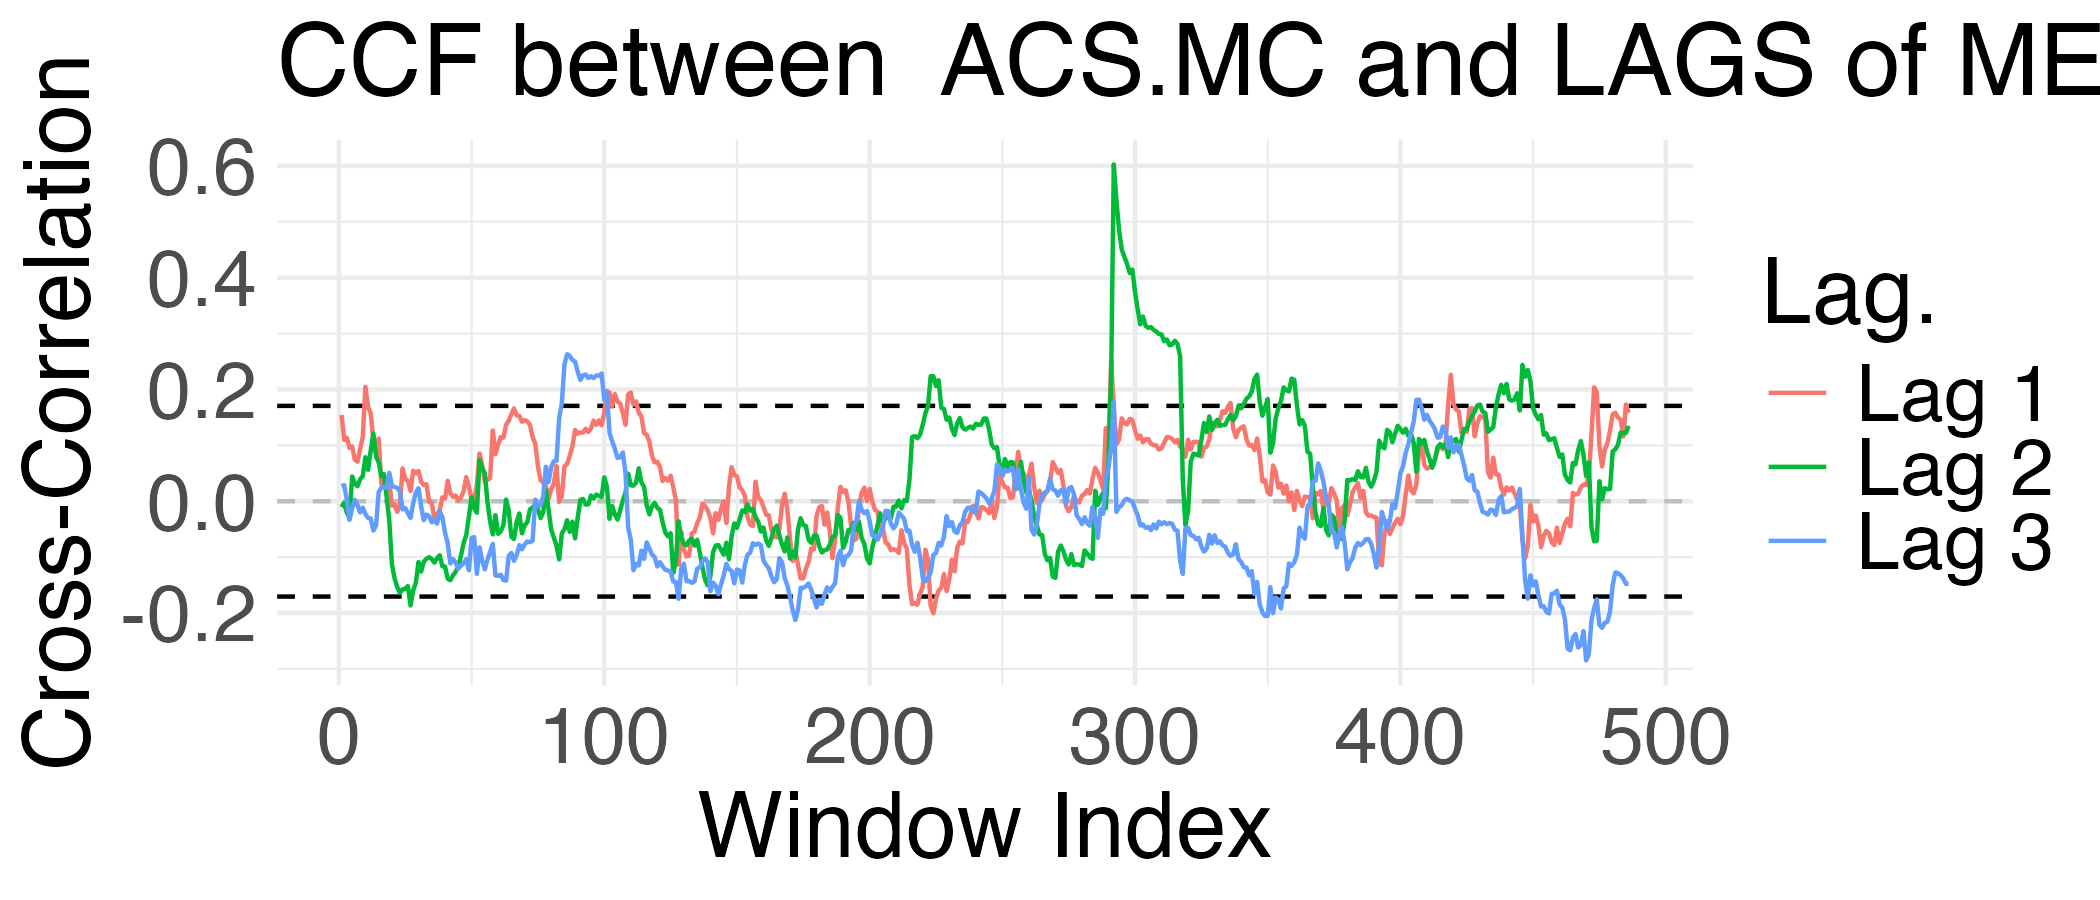 CCF between  ACS.MC and LAGS of ME
Cross-Correlation
0.6
0.4
0.2
0.0
-0.2
0 100 200 300 400 500
Window Index
Lag.
Lag 1
Lag 2
Lag 3